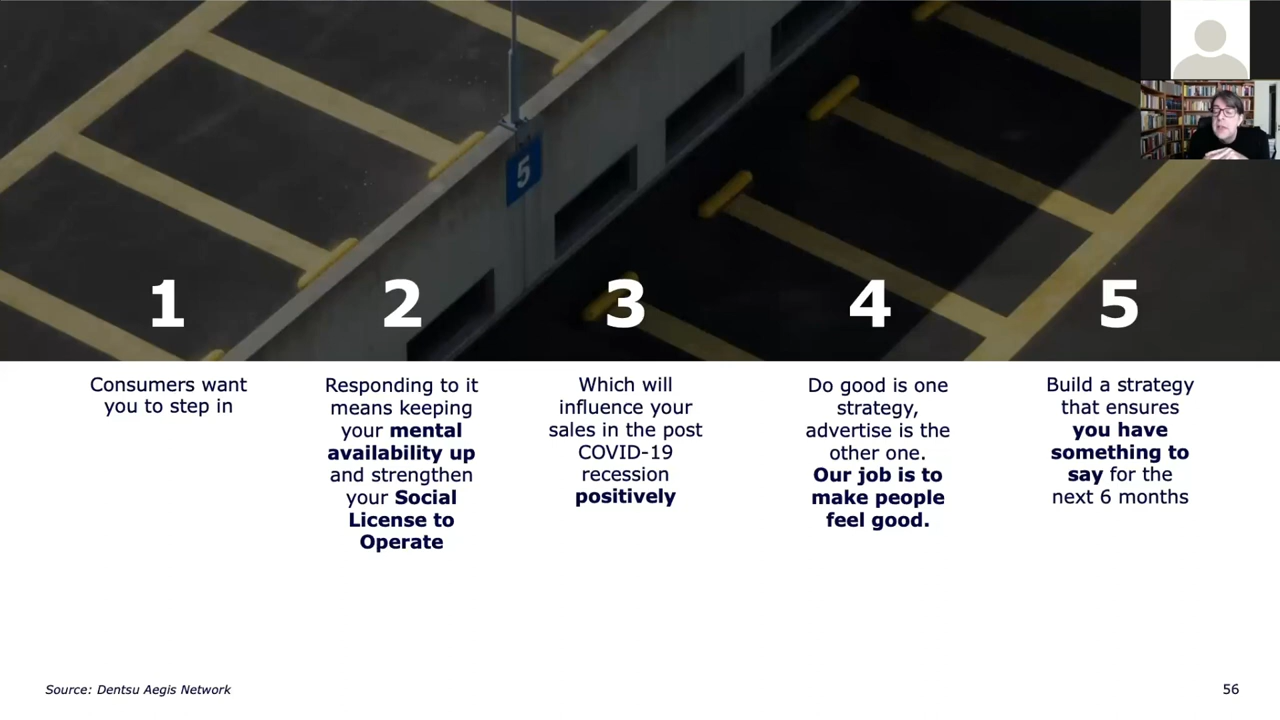 5
1
2
3
4
5
Consumers want
you to step in
Responding to it
means keeping
your mental
availability up
and strengthen
your Social
License to
Operate
Which will
influence your
sales in the post
COVID-19
recession
positively
Do good is one
strategy,
advertise is the
other one.
Our job is to
make people
feel good.
Build a strategy
that ensures
you have
something to
say for the
next 6 months
Source: Dentsu Aegis Network
56